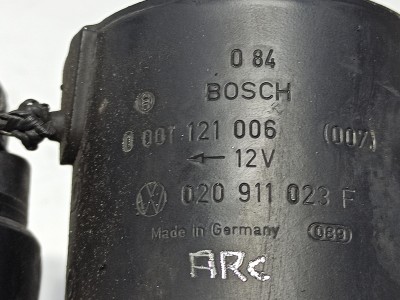 0 84
BOSCH
0 001 121 006 (007)
← 12V
020 911 023 F
Made in Germany 089
ARC